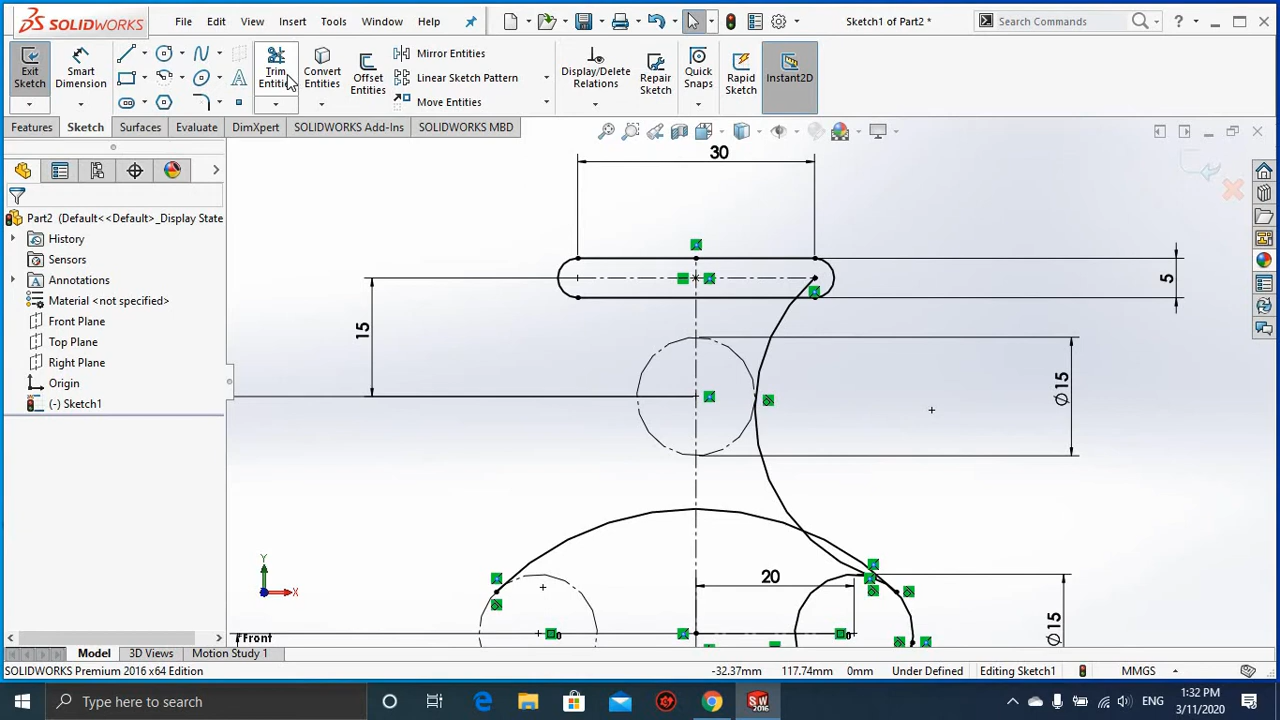 SOLIDWORKS
File
Edit
View
Insert
Tools
Window
Help
Sketch1 of Part2 *
Search Commands
?
Exit
Sketch
Smart
Dimension
Trim
Entities
Convert
Entities
Offset
Entities
Mirror Entities
Linear Sketch Pattern
Move Entities
Display/Delete
Relations
Repair
Sketch
Quick
Snaps
Rapid
Sketch
Instant2D
Features
Sketch
Surfaces
Evaluate
DimXpert
SOLIDWORKS Add-Ins
SOLIDWORKS MBD
Part2 (Default<<Default>_Display State
History
Sensors
Annotations
Material <not specified>
Front Plane
Top Plane
Right Plane
Origin
(-) Sketch1
30
5
15
Ø15
20
Ø15
Y
X
*Front
Model
3D Views
Motion Study 1
SOLIDWORKS Premium 2016 x64 Edition
-32.37mm
117.74mm
0mm
Under Defined
Editing Sketch1
MMGS
Type here to search
SW
2016
ENG
1:32 PM
3/11/2020